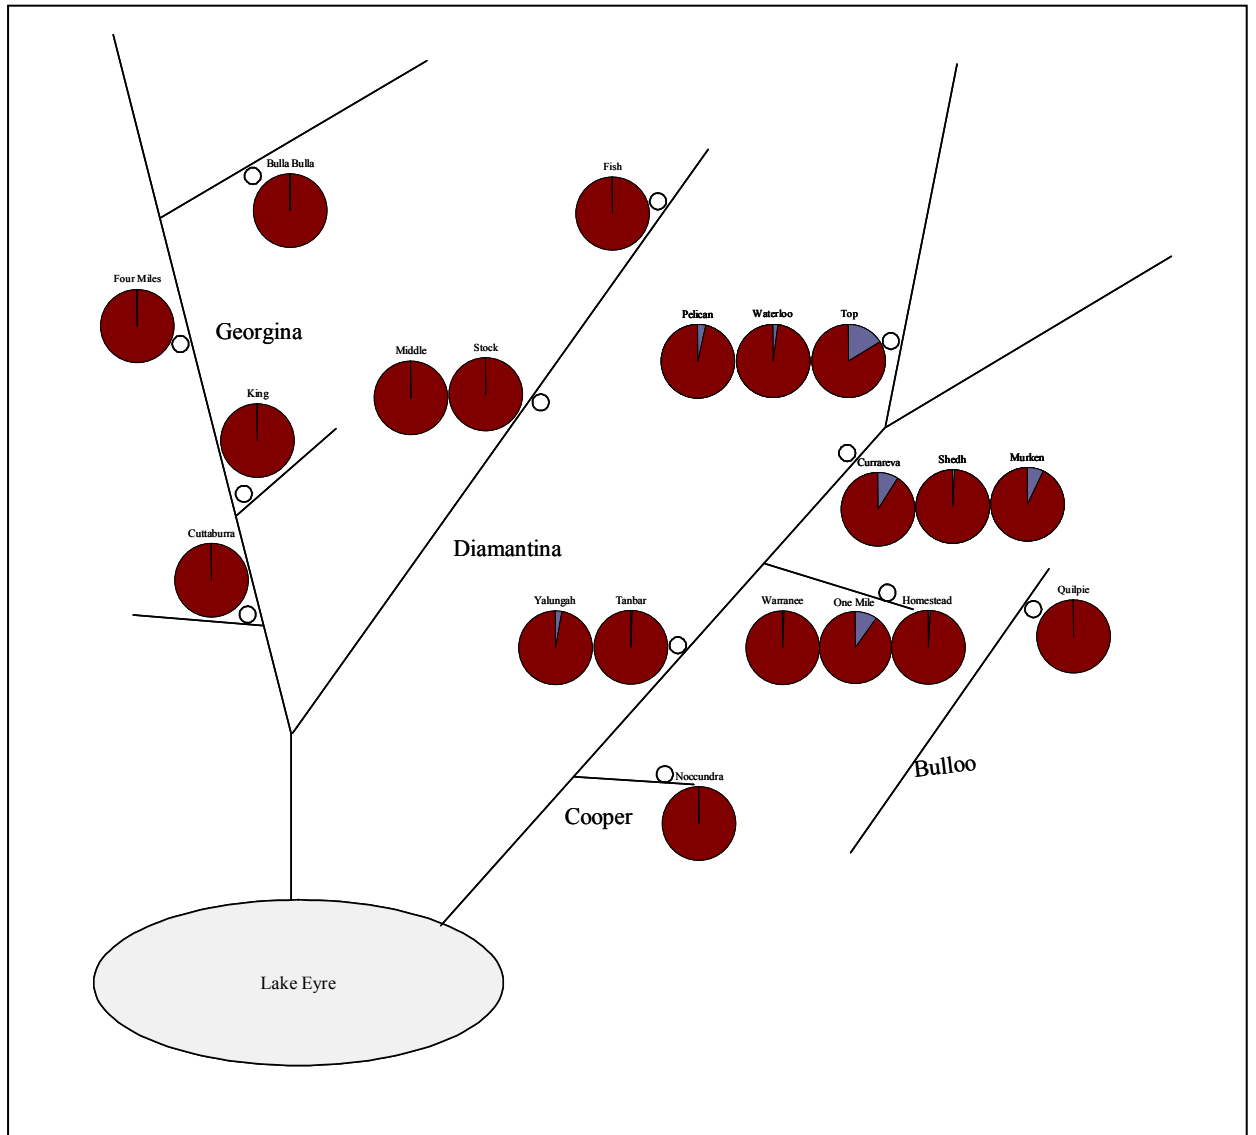 Bulla Bulla
Fish
Four Miles
Georgina
Pelican
Waterloo
Top
Middle
Stock
King
Currareva
Shedh
Murken
Cuttaburra
Diamantina
Yalungah
Tanbar
Warranee
One Mile
Homestead
Quilpie
Bulloo
Noccundra
Cooper
Lake Eyre